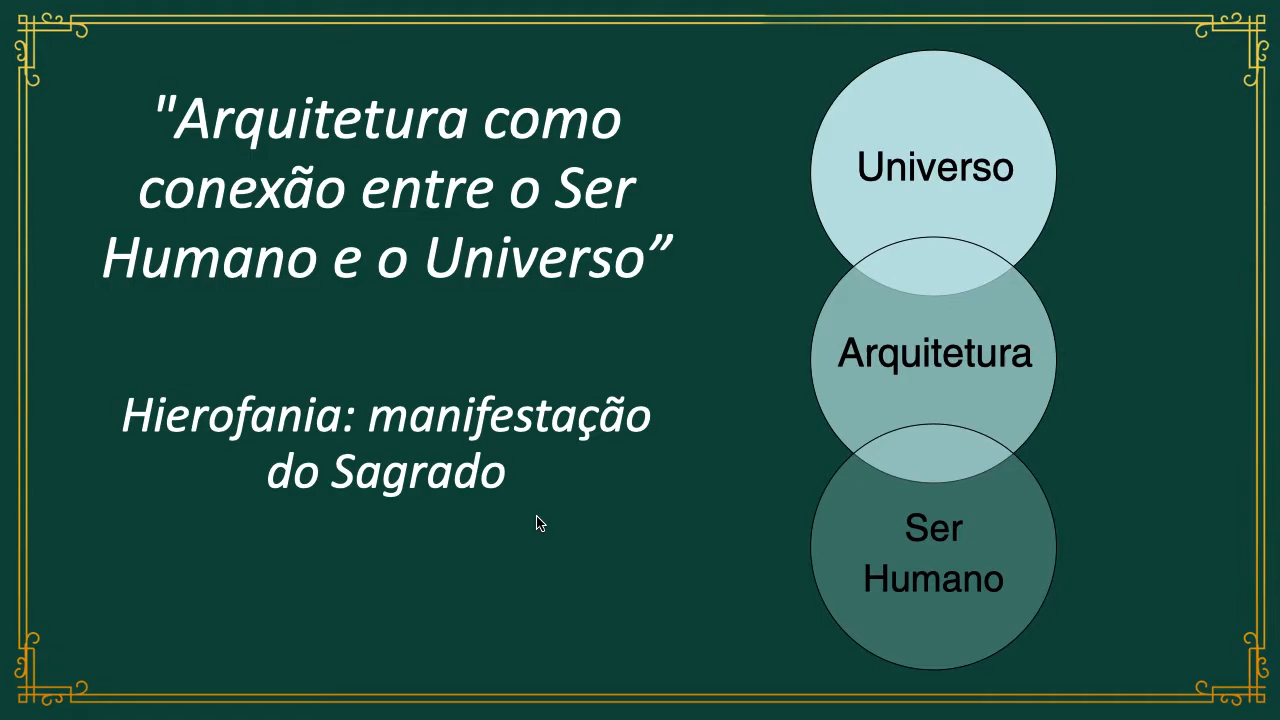 "Arquitetura como
conexão entre o Ser
Humano e o Universo”
Hierofania: manifestação
do Sagrado
Universo
Arquitetura
Ser
Humano